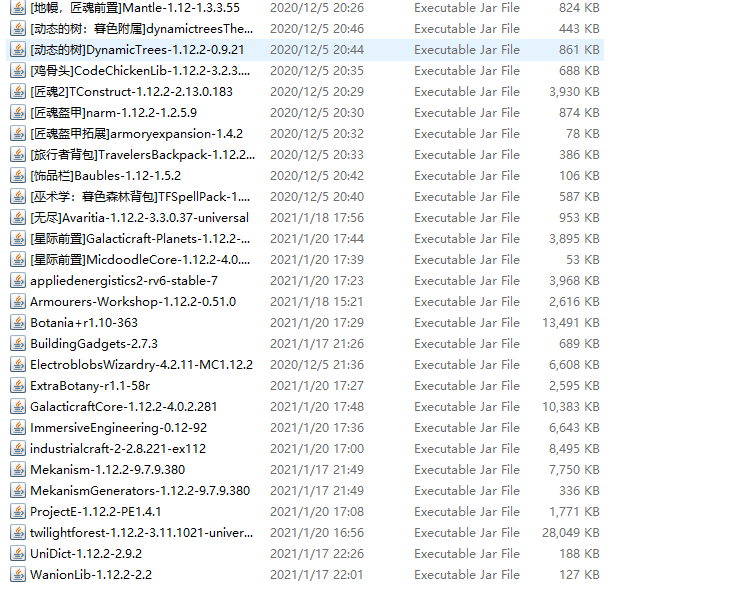 [地幔，匠魂前置]Mantle-1.12-1.3.3.55 2020/12/5 20:26 Executable Jar File 824 KB
[动态的树：暮色附属]dynamictreesThe... 2020/12/5 20:46 Executable Jar File 443 KB
[动态的树]DynamicTrees-1.12.2-0.9.21 2020/12/5 20:44 Executable Jar File 861 KB
[鸡骨头]CodeChickenLib-1.12.2-3.2.3.... 2020/12/5 20:35 Executable Jar File 688 KB
[匠魂2]TConstruct-1.12.2-2.13.0.183 2020/12/5 20:29 Executable Jar File 3,930 KB
[匠魂盔甲]narm-1.12.2-1.2.5.9 2020/12/5 20:30 Executable Jar File 874 KB
[匠魂盔甲拓展]armoryexpansion-1.4.2 2020/12/5 20:32 Executable Jar File 78 KB
[旅行者背包]TravelersBackpack-1.12.2... 2020/12/5 20:33 Executable Jar File 386 KB
[饰品栏]Baubles-1.12-1.5.2 2020/12/5 20:42 Executable Jar File 106 KB
[巫术学：暮色森林背包]TFSpellPack-1.... 2020/12/5 20:40 Executable Jar File 587 KB
[无尽]Avaritia-1.12.2-3.3.0.37-universal 2021/1/18 17:56 Executable Jar File 953 KB
[星际前置]Galacticraft-Planets-1.12.2-... 2021/1/20 17:44 Executable Jar File 3,895 KB
[星际前置]MicdoodleCore-1.12.2-4.0.... 2021/1/20 17:39 Executable Jar File 53 KB
appliedenergistics2-rv6-stable-7 2021/1/20 17:23 Executable Jar File 3,968 KB
Armourers-Workshop-1.12.2-0.51.0 2021/1/18 15:21 Executable Jar File 2,616 KB
Botania+r1.10-363 2021/1/20 17:29 Executable Jar File 13,491 KB
BuildingGadgets-2.7.3 2021/1/17 21:26 Executable Jar File 689 KB
ElectroblobsWizardry-4.2.11-MC1.12.2 2020/12/5 21:36 Executable Jar File 6,608 KB
ExtraBotany-r1.1-58r 2021/1/20 17:27 Executable Jar File 2,595 KB
GalacticraftCore-1.12.2-4.0.2.281 2021/1/20 17:48 Executable Jar File 10,383 KB
ImmersiveEngineering-0.12-92 2021/1/20 17:36 Executable Jar File 6,643 KB
industrialcraft-2-2.8.221-ex112 2021/1/20 17:00 Executable Jar File 8,495 KB
Mekanism-1.12.2-9.7.9.380 2021/1/17 21:49 Executable Jar File 7,750 KB
MekanismGenerators-1.12.2-9.7.9.380 2021/1/17 21:49 Executable Jar File 336 KB
ProjectE-1.12.2-PE1.4.1 2021/1/20 17:08 Executable Jar File 1,771 KB
twilightforest-1.12.2-3.11.1021-univer... 2021/1/20 16:56 Executable Jar File 28,049 KB
UniDict-1.12.2-2.9.2 2021/1/17 22:26 Executable Jar File 188 KB
WanionLib-1.12.2-2.2 2021/1/17 22:01 Executable Jar File 127 KB